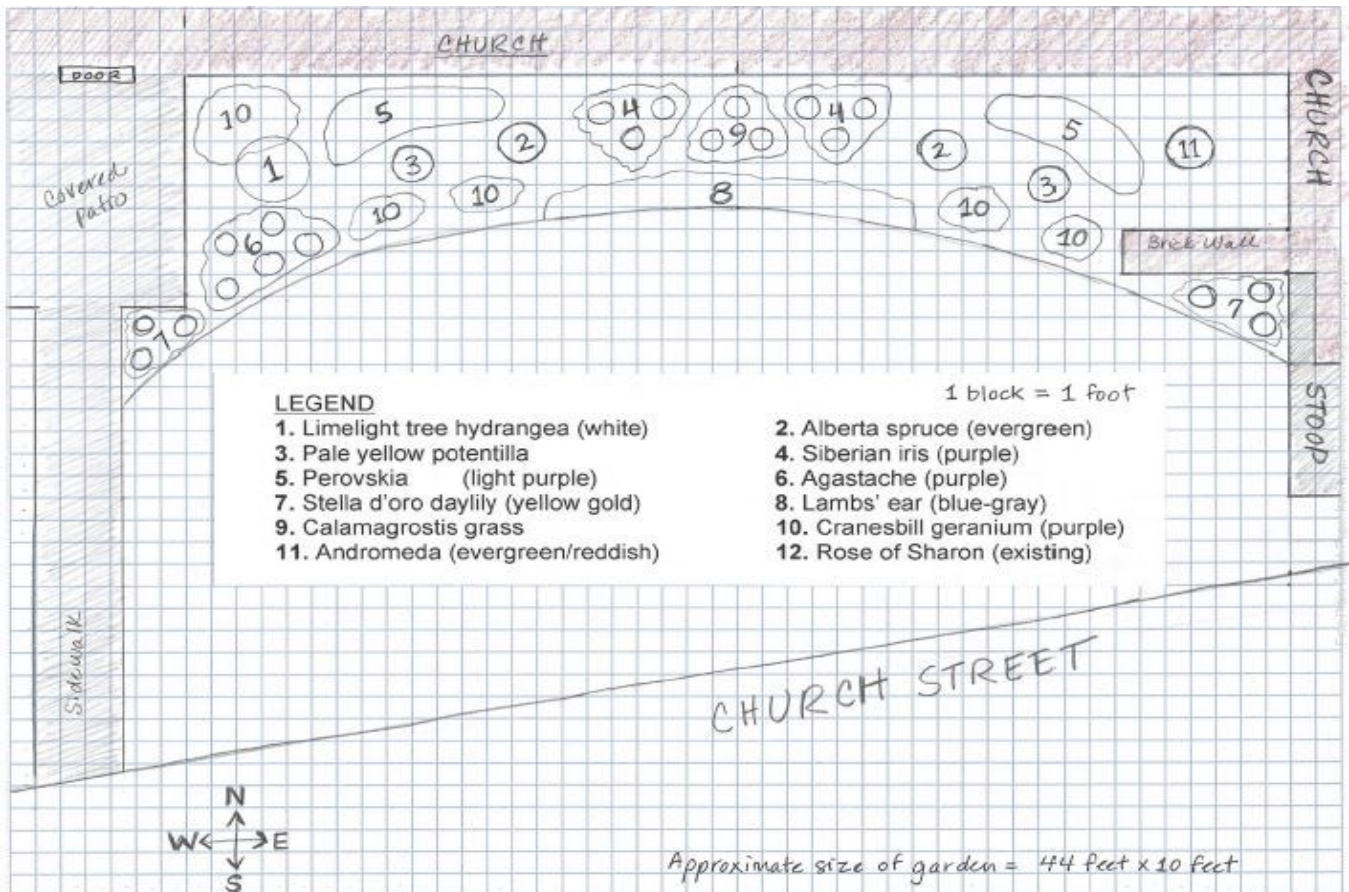 CHURCH
DOOR
CHURCH
10
5
4
9
4
5
2
2
11
1
3
3
Covered
patio
10
10
8
10
6
10
Brick Wall
7
7
1 block = 1 foot
LEGEND
1. Limelight tree hydrangea (white)
2. Alberta spruce (evergreen)
3. Pale yellow potentilla
4. Siberian iris (purple)
5. Perovskia (light purple)
6. Agastache (purple)
7. Stella d'oro daylily (yellow gold)
8. Lambs' ear (blue-gray)
9. Calamagrostis grass
10. Cranesbill geranium (purple)
11. Andromeda (evergreen/reddish)
12. Rose of Sharon (existing)
STOOP
Sidewalk
CHURCH STREET
N
W E
S
Approximate size of garden = 44 feet x 10 feet